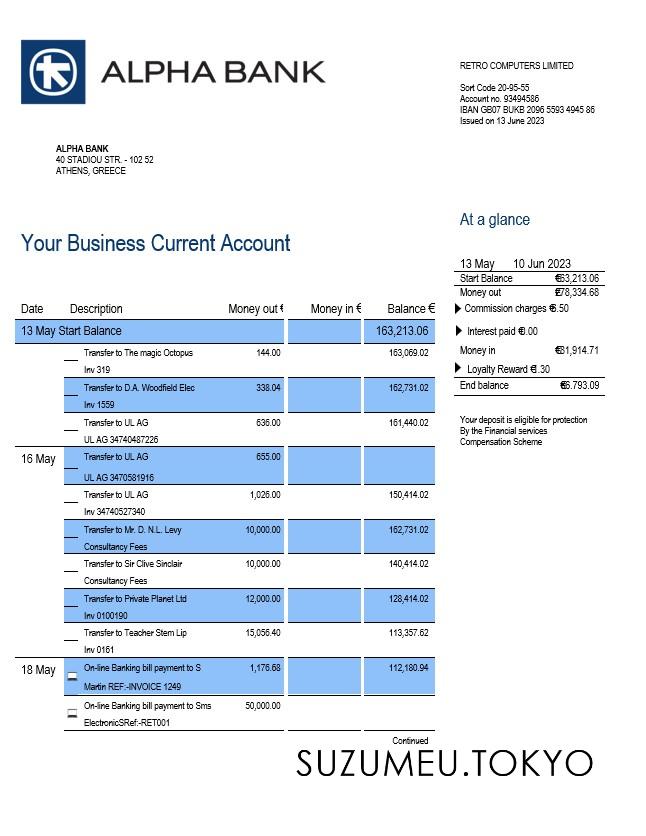 ALPHA BANK
RETRO COMPUTERS LIMITED
Sort Code 20-95-55
Account no. 93494586
IBAN GB07 BUKB 2096 5593 4945 86
Issued on 13 June 2023
ALPHA BANK
40 STADIOU STR. - 102 52
ATHENS, GREECE
At a glance
Your Business Current Account
13 May 10 Jun 2023
Start Balance €63,213.06
Money out £78,334.68
Commission charges €6.50
Interest paid €0.00
Money in €81,914.71
Loyalty Reward €1.30
End balance €6.793.09
Your deposit is eligible for protection
By the Financial services
Compensation Scheme
Date Description Money out € Money in € Balance €
13 May Start Balance 163,213.06
Transfer to The magic Octopus 144.00 163,069.02
Inv 319
Transfer to D.A. Woodfield Elec 338.04 162,731.02
Inv 1559
Transfer to UL AG 636.00 161,440.02
UL AG 34740487226
16 May Transfer to UL AG 655.00
UL AG 3470581916
Transfer to UL AG 1,026.00 150,414.02
Inv 34740527340
Transfer to Mr. D. N.L. Levy 10,000.00 162,731.02
Consultancy Fees
Transfer to Sir Clive Sinclair 10,000.00 140,414.02
Consultancy Fees
Transfer to Private Planet Ltd 12,000.00 128,414.02
Inv 0100190
Transfer to Teacher Stem Lip 15,056.40 113,357.62
Inv 0161
18 May On-line Banking bill payment to S 1,176.68 112,180.94
Martin REF:-INVOICE 1249
On-line Banking bill payment to Sms 50,000.00
ElectronicSRef:-RET001
Continued
SUZUMEU.TOKYO